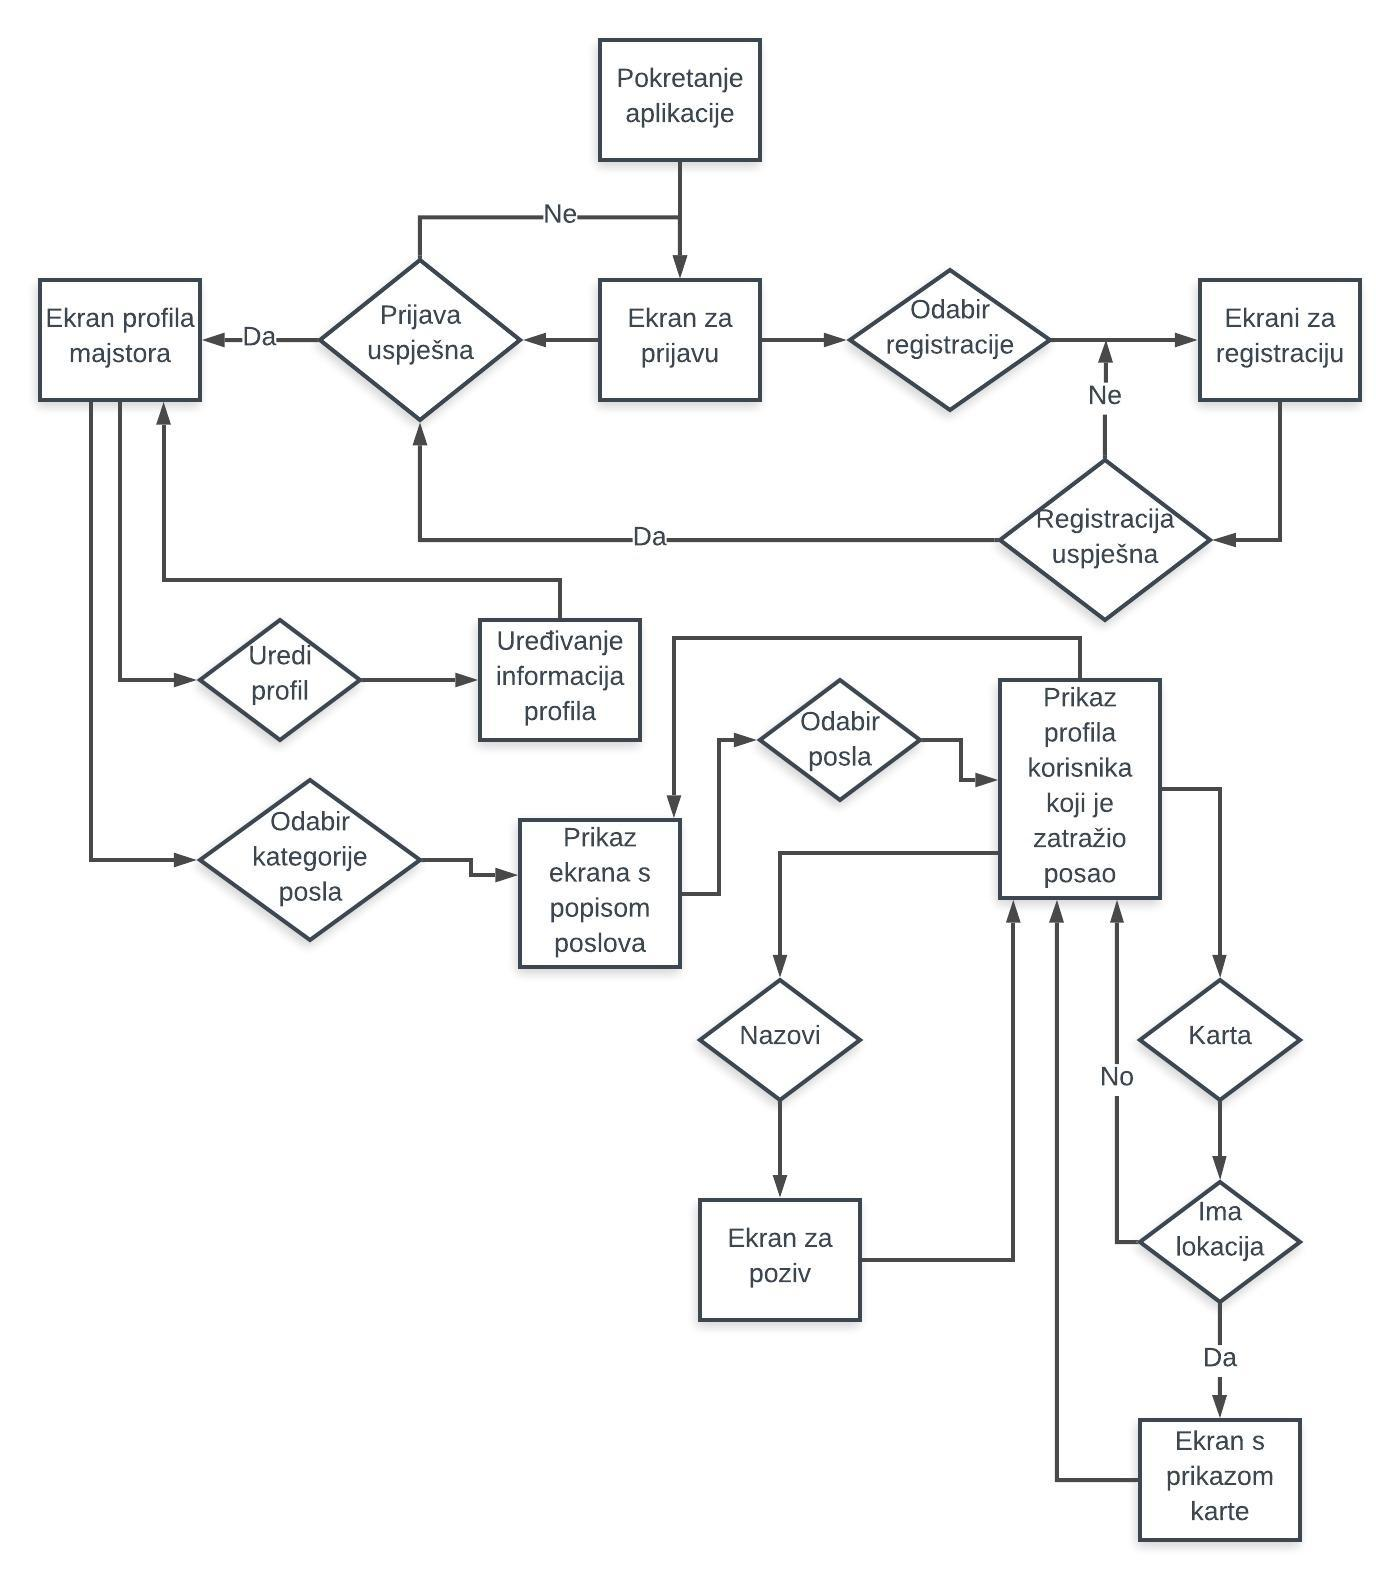 Pokretanje
aplikacije
Ne
Ekran profila
majstora
Da
Prijava
uspješna
Ekran za
prijavu
Odabir
registracije
Ekrani za
registraciju
Ne
Registracija
uspješna
Da
Uredi
profil
Uređivanje
informacija
profila
Odabir
posla
Prikaz
profila
korisnika
koji je
zatražio
posao
Odabir
kategorije
posla
Prikaz
ekrana s
popisom
poslova
Nazovi
Karta
No
Ima
lokacija
Ekran za
poziv
Da
Ekran s
prikazom
karte